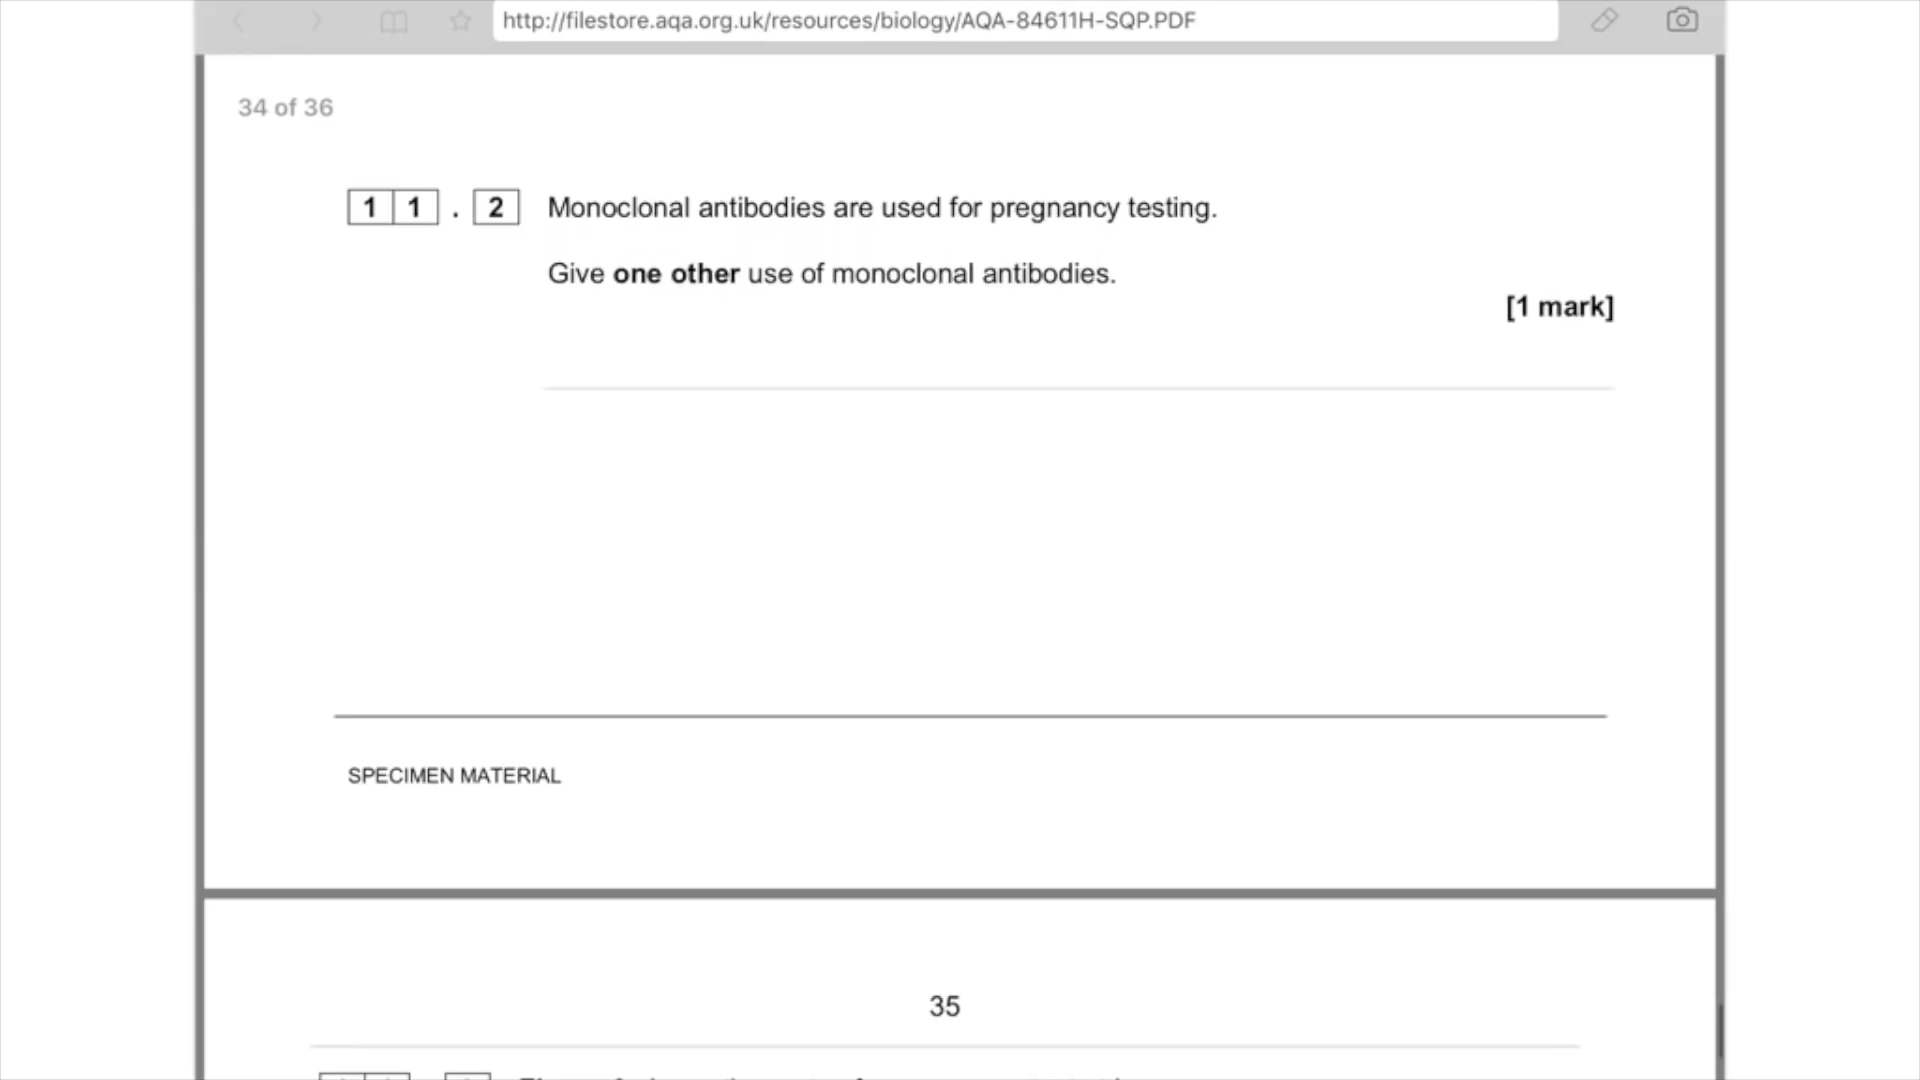 http://filestore.aqa.org.uk/resources/biology/AQA-84611H-SQP.PDF
34 of 36
1 1 . 2 Monoclonal antibodies are used for pregnancy testing.
Give one other use of monoclonal antibodies.
[1 mark]
SPECIMEN MATERIAL
35